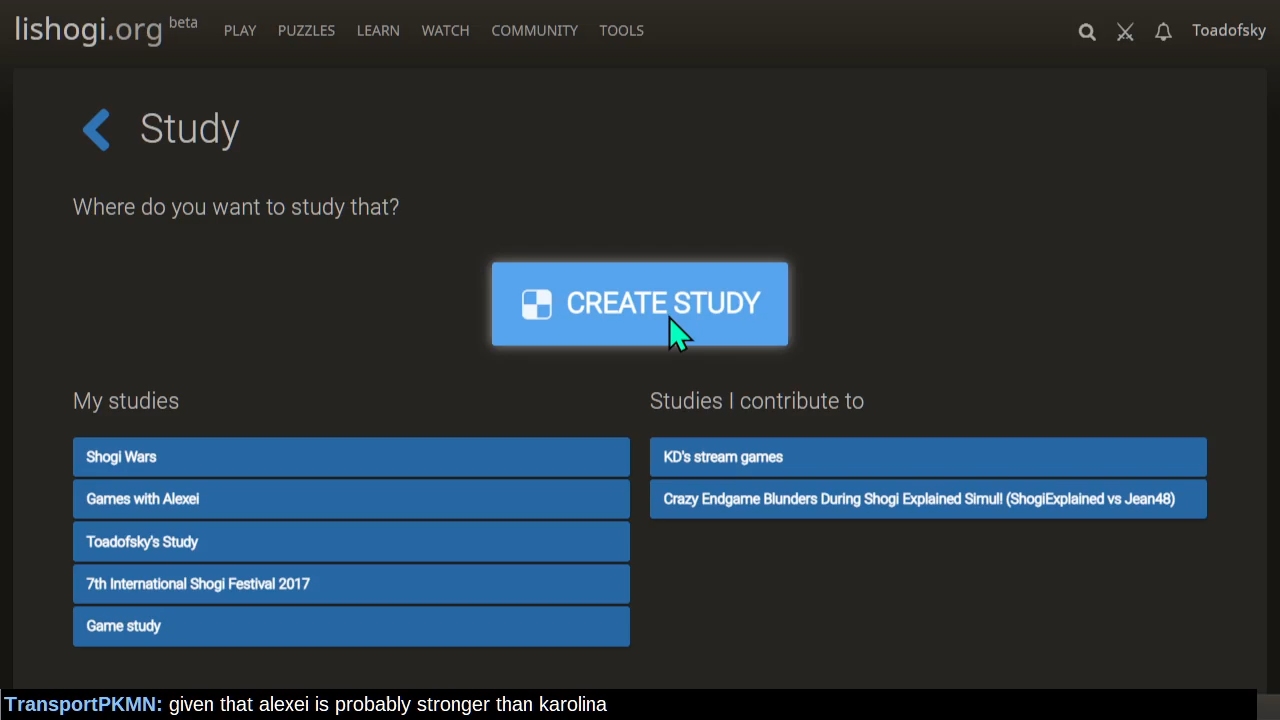 lishogi.org beta PLAY PUZZLES LEARN WATCH COMMUNITY TOOLS Toadofsky
Study
Where do you want to study that?
CREATE STUDY
My studies
Shogi Wars
Games with Alexei
Toadofsky's Study
7th International Shogi Festival 2017
Game study
Studies I contribute to
KD's stream games
Crazy Endgame Blunders During Shogi Explained Simul! (ShogiExplained vs Jean48)
TransportPKMN: given that alexei is probably stronger than karolina